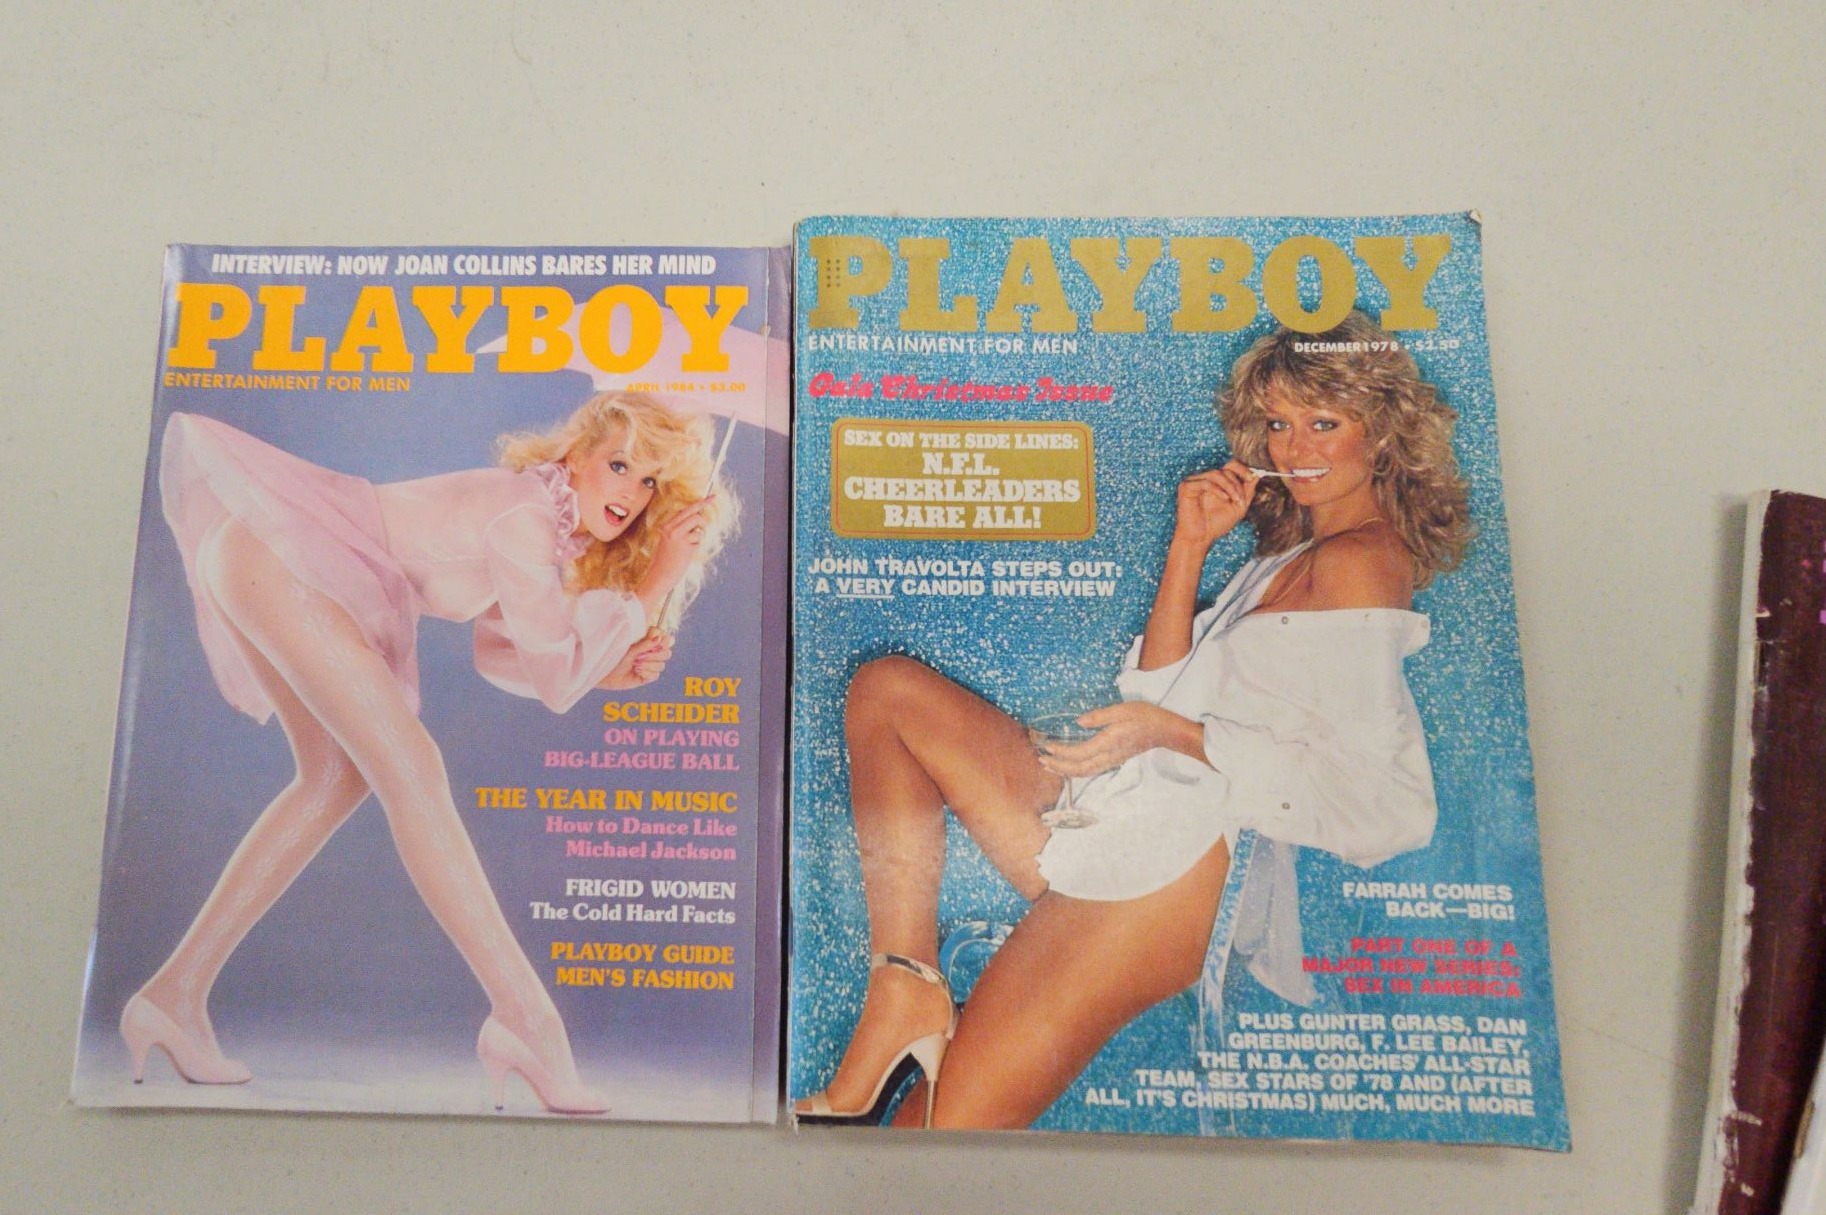 INTERVIEW: NOW JOAN COLLINS BARES HER MIND
PLAYBOY
ENTERTAINMENT FOR MEN
APRIL 1984 • $3.00
ROY
SCHEIDER
ON PLAYING
BIG-LEAGUE BALL
THE YEAR IN MUSIC
How to Dance Like
Michael Jackson
FRIGID WOMEN
The Cold Hard Facts
PLAYBOY GUIDE
MEN'S FASHION
PLAYBOY
ENTERTAINMENT FOR MEN
DECEMBER 1978 • $2.50
Gala Christmas Issue
SEX ON THE SIDE LINES:
N.F.L.
CHEERLEADERS
BARE ALL!
JOHN TRAVOLTA STEPS OUT:
A VERY CANDID INTERVIEW
FARRAH COMES
BACK—BIG!
PART ONE OF A
MAJOR NEW SERIES:
SEX IN AMERICA
PLUS GUNTER GRASS, DAN
GREENBURG, F. LEE BAILEY,
THE N.B.A. COACHES' ALL-STAR
TEAM, SEX STARS OF '78 AND (AFTER
ALL, IT'S CHRISTMAS) MUCH, MUCH MORE